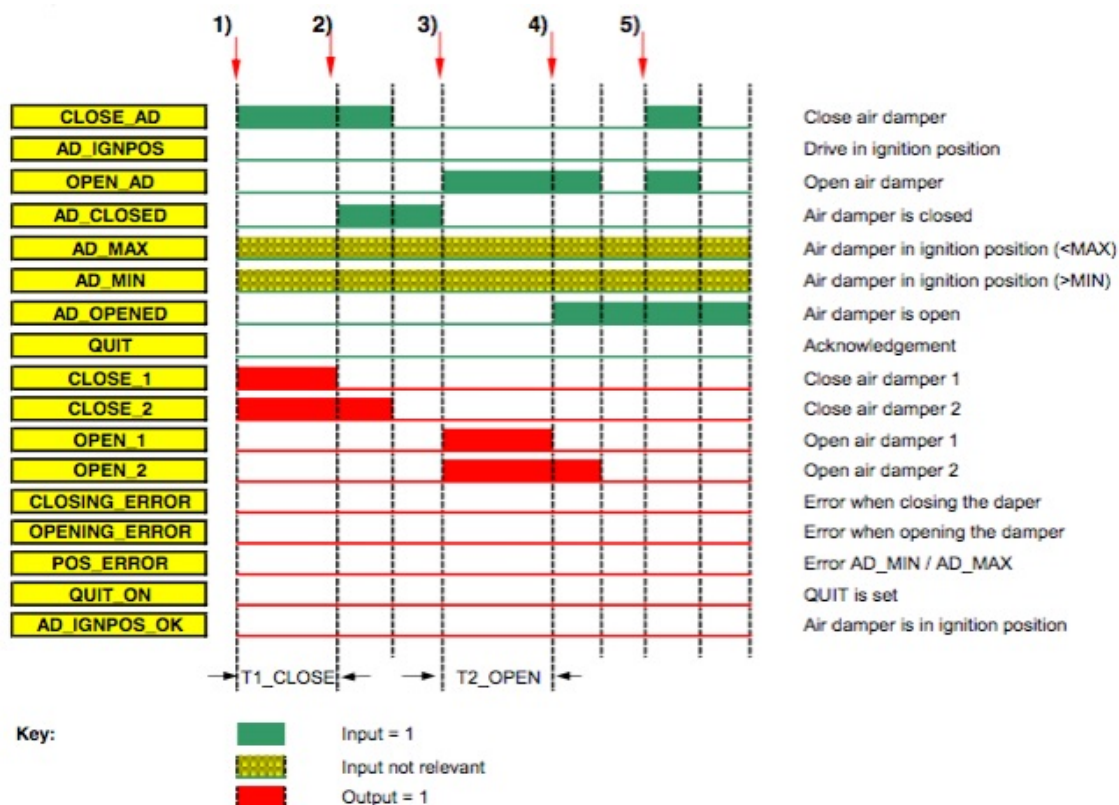 1) 2) 3) 4) 5)
CLOSE_AD Close air damper
AD_IGNPOS Drive in ignition position
OPEN_AD Open air damper
AD_CLOSED Air damper is closed
AD_MAX Air damper in ignition position (<MAX)
AD_MIN Air damper in ignition position (>MIN)
AD_OPENED Air damper is open
QUIT Acknowledgement
CLOSE_1 Close air damper 1
CLOSE_2 Close air damper 2
OPEN_1 Open air damper 1
OPEN_2 Open air damper 2
CLOSING_ERROR Error when closing the daper
OPENING_ERROR Error when opening the damper
POS_ERROR Error AD_MIN / AD_MAX
QUIT_ON QUIT is set
AD_IGNPOS_OK Air damper is in ignition position
T1_CLOSE T2_OPEN
Key: Input = 1
Input not relevant
Output = 1